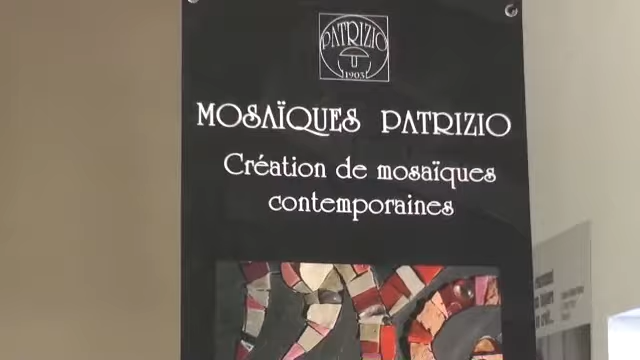 PATRIZIO
1903
MOSAÏQUES PATRIZIO
Création de mosaïques
contemporaines